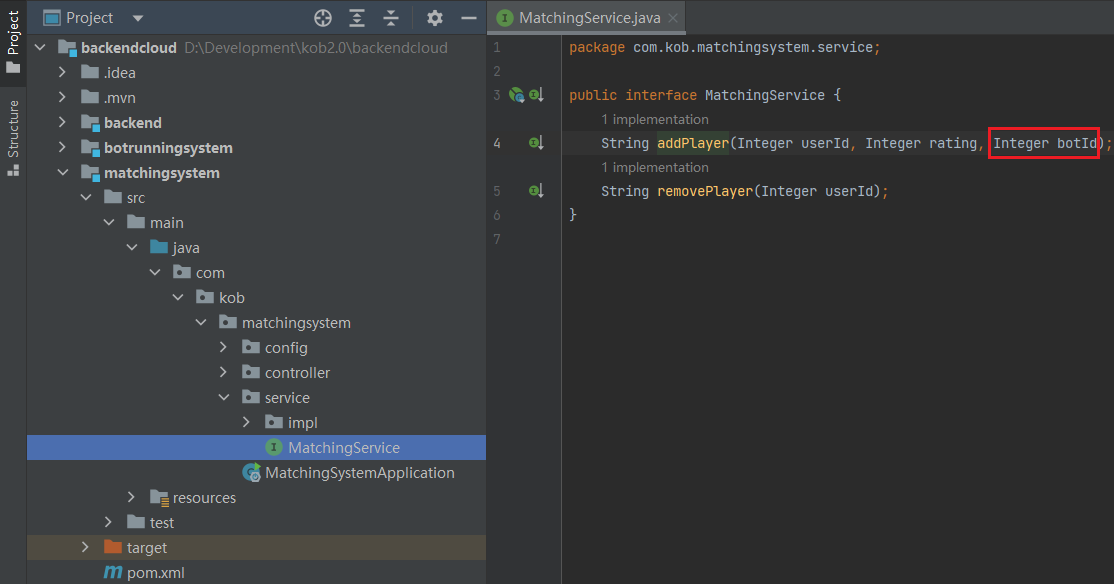 Project
Structure
Project
backendcloud D:\Development\kob2.0\backendcloud
.idea
.mvn
backend
botrunningsystem
matchingsystem
src
main
java
com
kob
matchingsystem
config
controller
service
impl
MatchingService
MatchingSystemApplication
resources
test
target
pom.xml
MatchingService.java
1 package com.kob.matchingsystem.service;
2
3 public interface MatchingService {
1 implementation
4 String addPlayer(Integer userId, Integer rating, Integer botId);
1 implementation
5 String removePlayer(Integer userId);
6 }
7